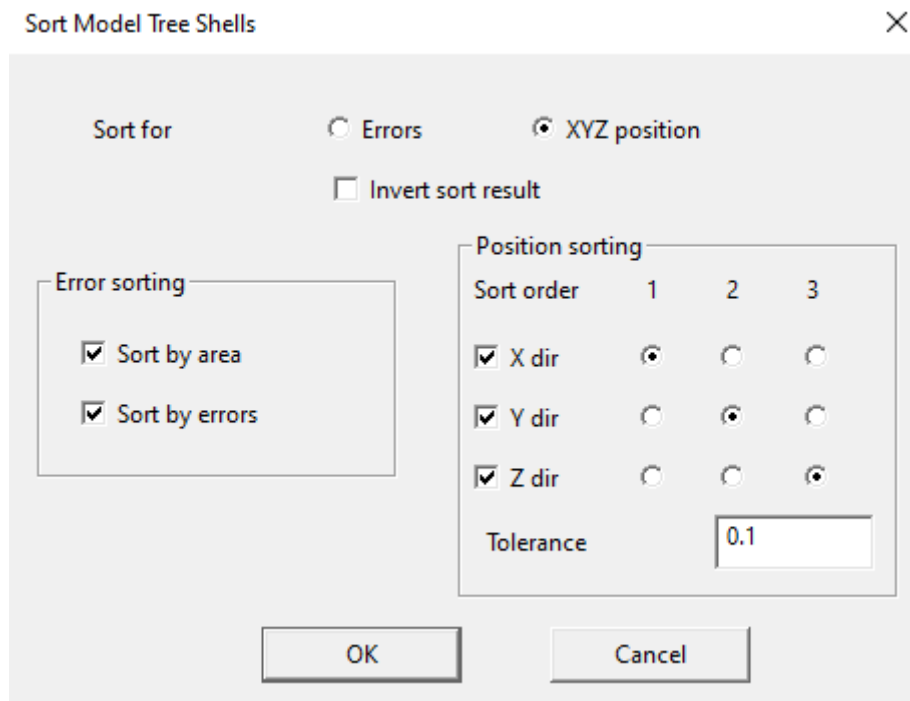 Sort Model Tree Shells
Sort for Errors XYZ position
Invert sort result
Error sorting
Sort by area
Sort by errors
Position sorting
Sort order 1 2 3
X dir
Y dir
Z dir
Tolerance 0.1
OK Cancel